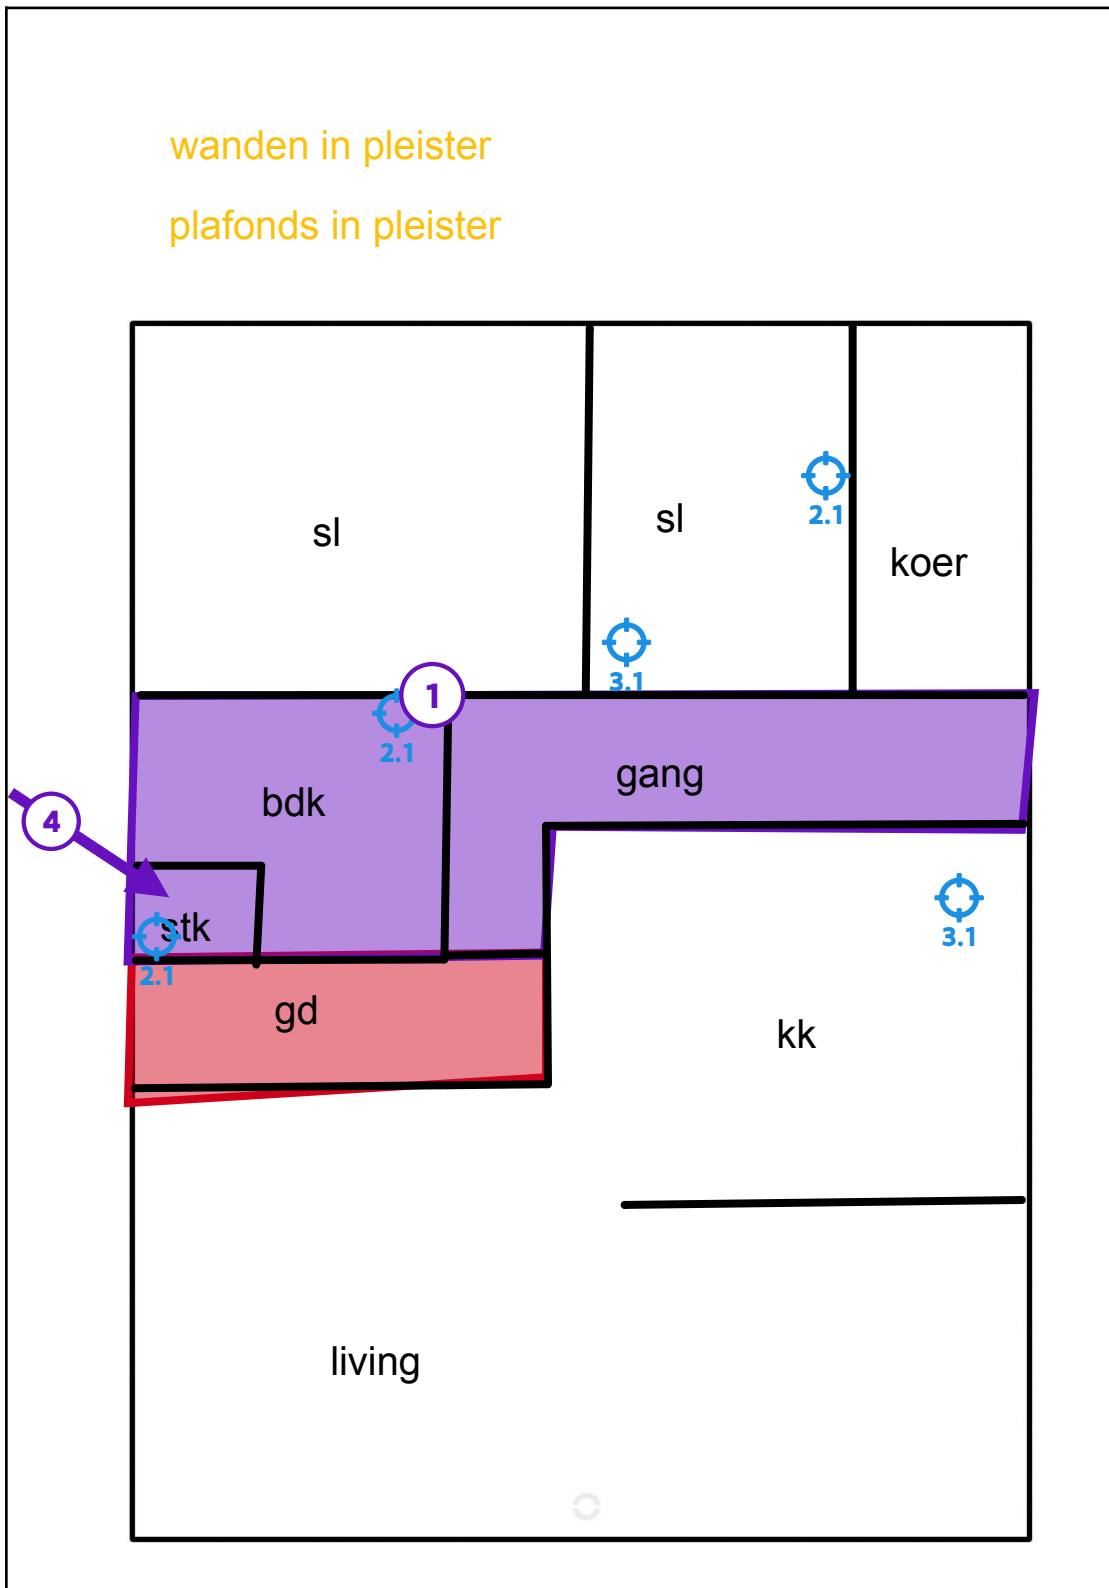 wanden in pleister
plafonds in pleister
sl
sl
2.1
koer
3.1
1
2.1
gang
bdk
4
stk
2.1
3.1
gd
kk
living